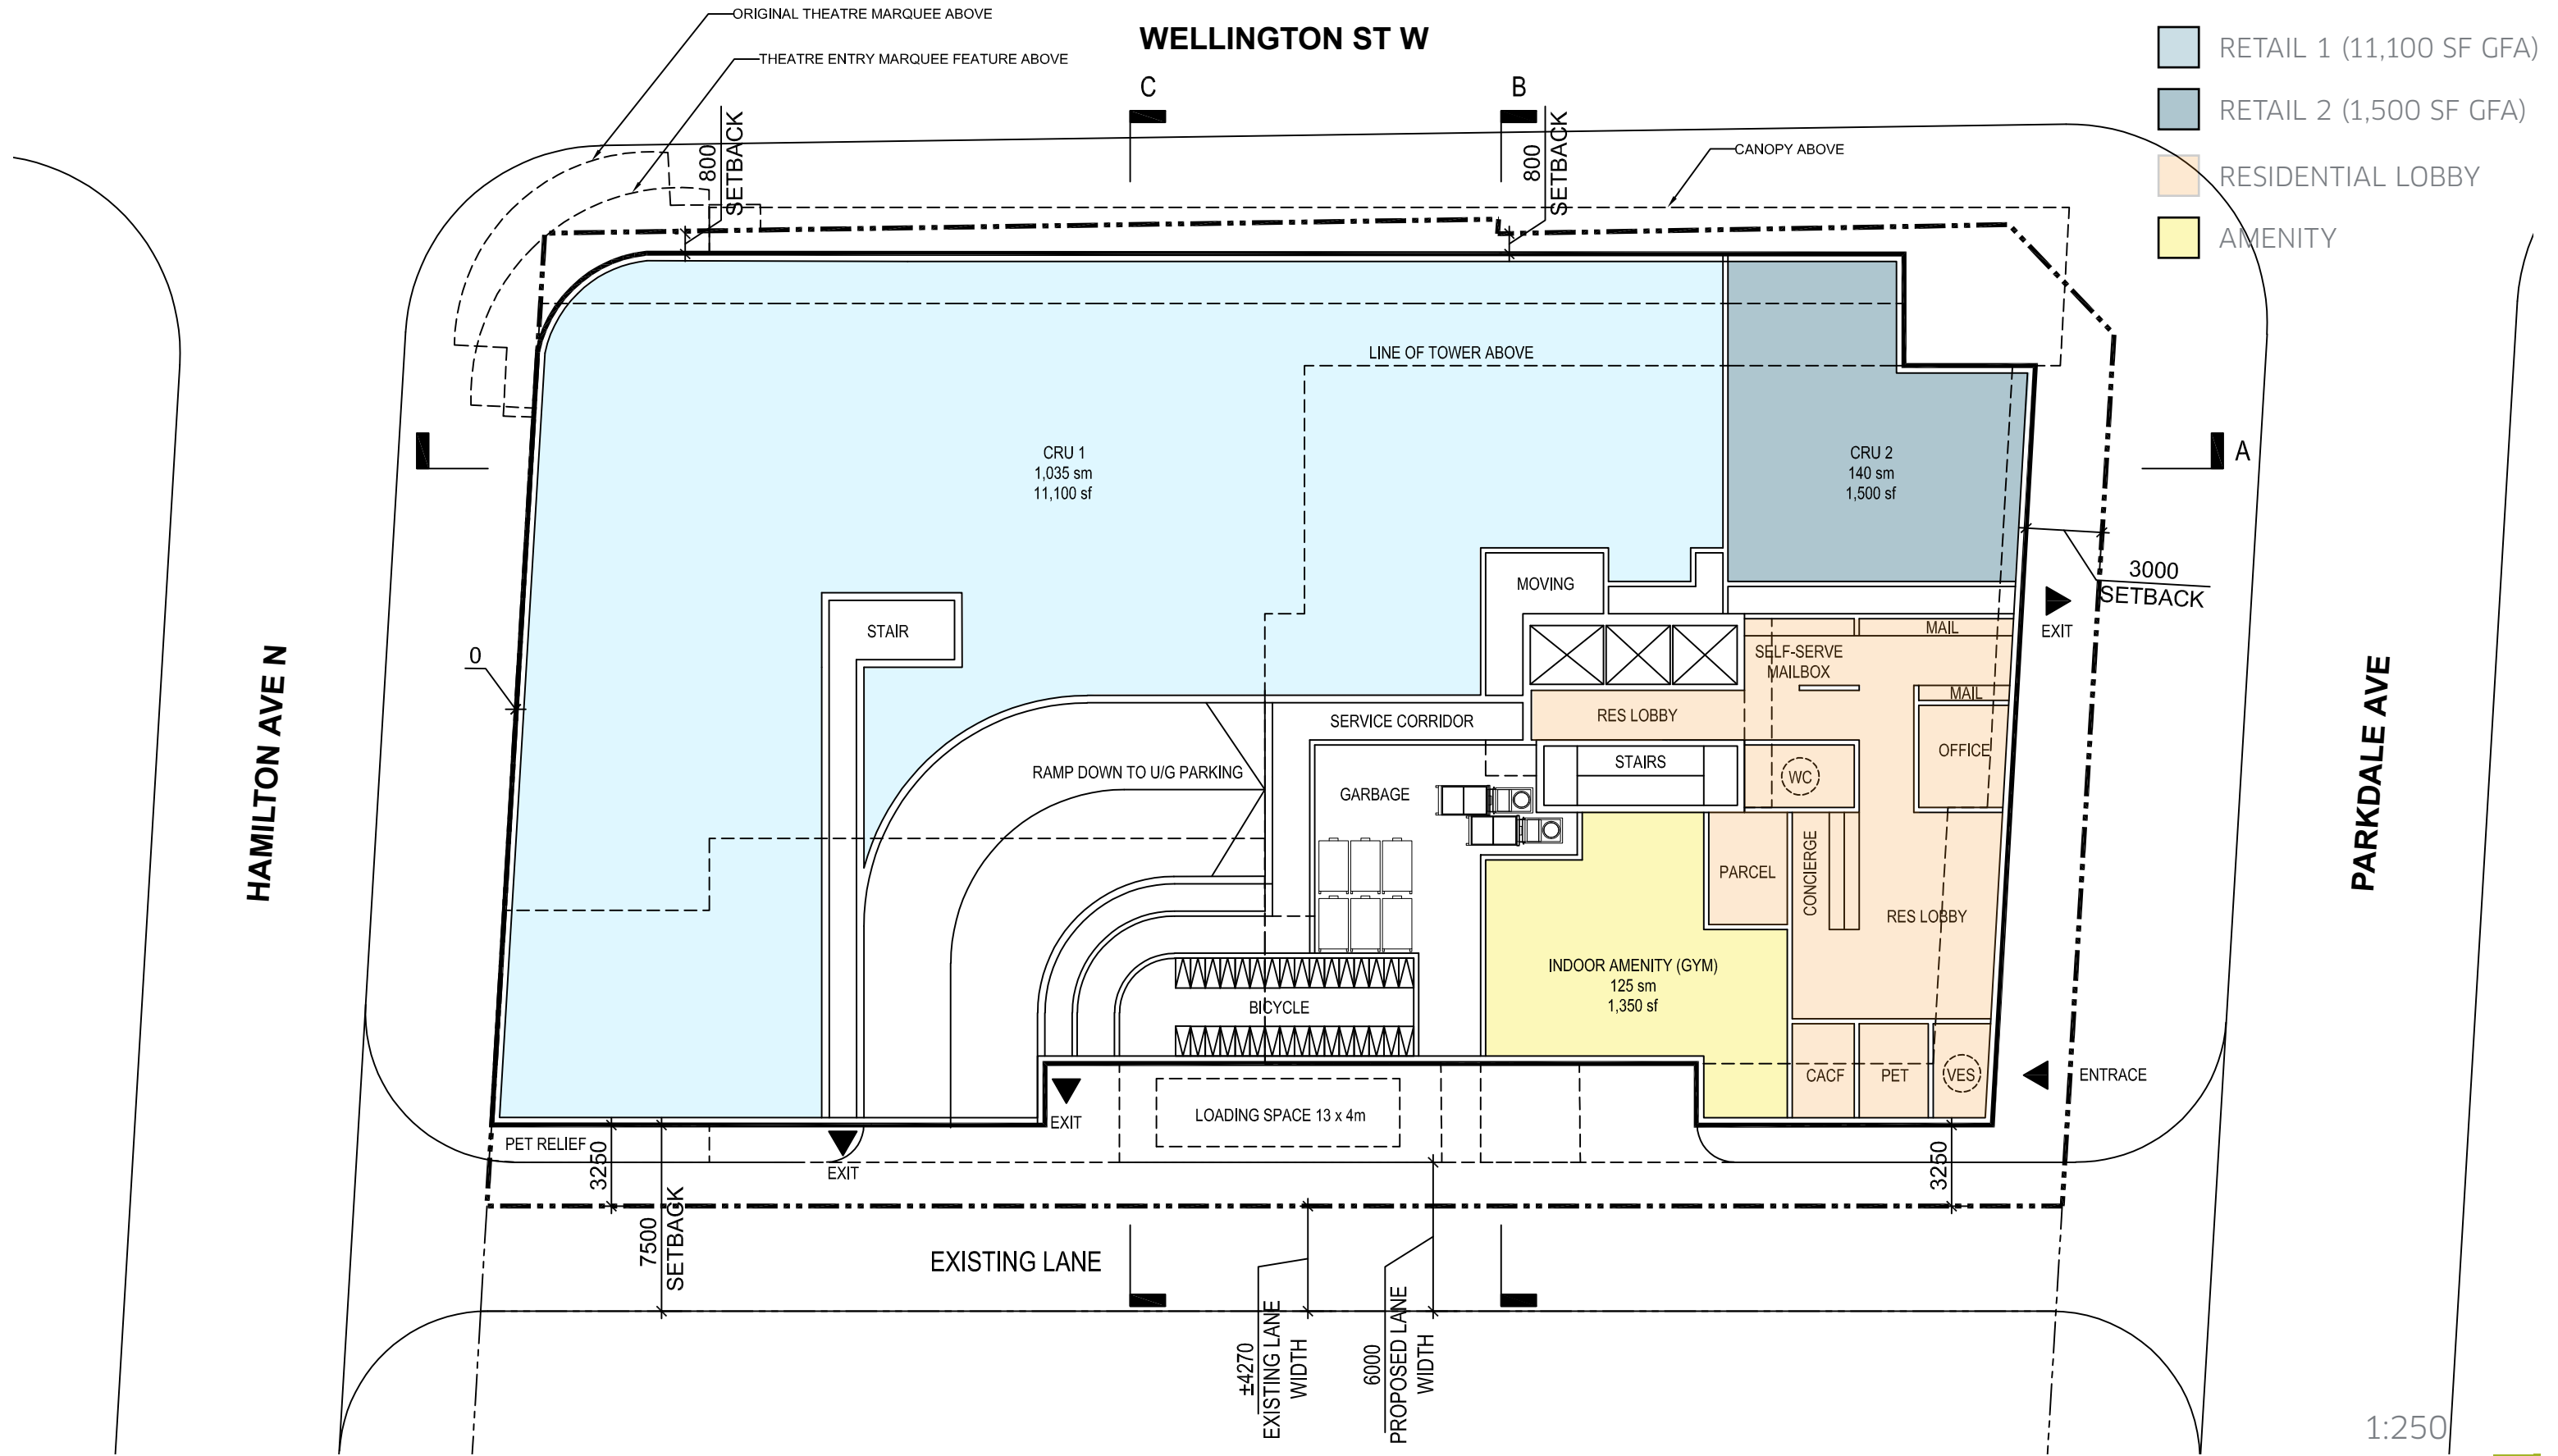 ORIGINAL THEATRE MARQUEE ABOVE
WELLINGTON ST W
THEATRE ENTRY MARQUEE FEATURE ABOVE
RETAIL 1 (11,100 SF GFA)
RETAIL 2 (1,500 SF GFA)
RESIDENTIAL LOBBY
AMENITY
C
B
800
SETBACK
800
SETBACK
CANOPY ABOVE
LINE OF TOWER ABOVE
CRU 1
1,035 sm
11,100 sf
CRU 2
140 sm
1,500 sf
A
3000
SETBACK
EXIT
MOVING
STAIR
MAIL
SELF-SERVE
MAILBOX
MAIL
0
HAMILTON AVE N
PARKDALE AVE
RES LOBBY
SERVICE CORRIDOR
OFFICE
STAIRS
WC
RAMP DOWN TO U/G PARKING
GARBAGE
PARCEL
CONCIERGE
RES LOBBY
INDOOR AMENITY (GYM)
125 sm
1,350 sf
BICYCLE
CACF
PET
VES
ENTRACE
LOADING SPACE 13 x 4m
EXIT
PET RELIEF
EXIT
3250
7500
SETBACK
3250
EXISTING LANE
±4270
EXISTING LANE
WIDTH
6000
PROPOSED LANE
WIDTH
1:250